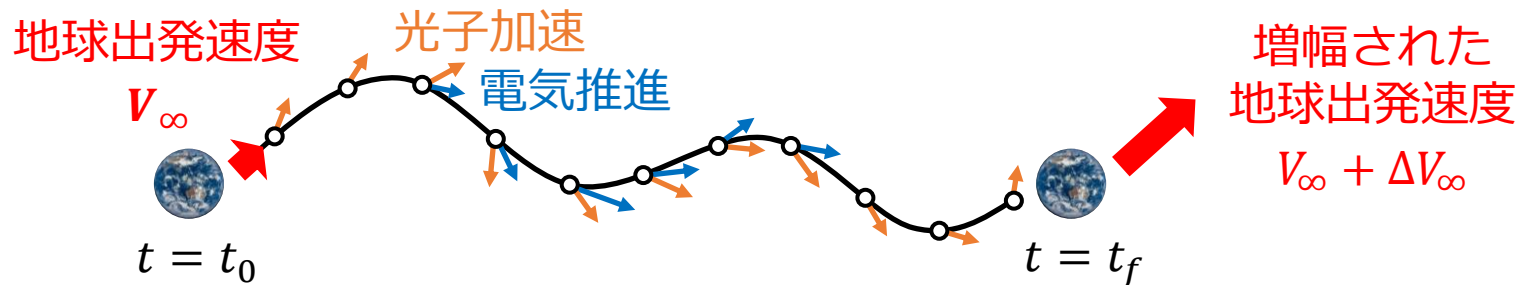 地球出発速度
V∞
光子加速
電気推進
増幅された
地球出発速度
V∞ + ΔV∞
t = t₀
t = t_f